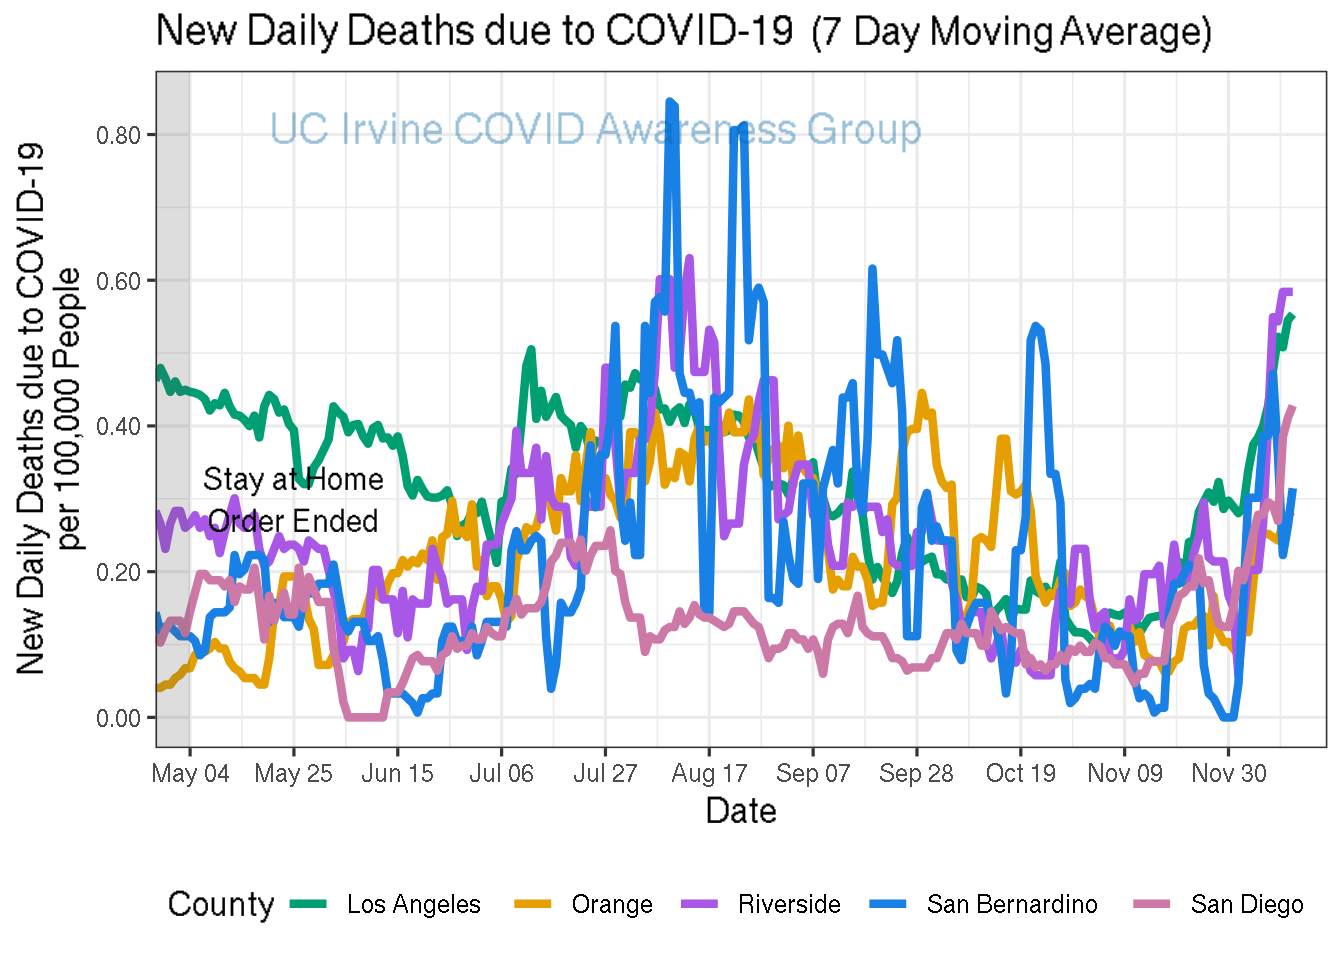 New Daily Deaths due to COVID-19 (7 Day Moving Average)
UC Irvine COVID Awareness Group
New Daily Deaths due to COVID-19
per 100,000 People
0.80
0.60
0.40
0.20
0.00
Stay at Home
Order Ended
May 04 May 25 Jun 15 Jul 06 Jul 27 Aug 17 Sep 07 Sep 28 Oct 19 Nov 09 Nov 30
Date
County Los Angeles Orange Riverside San Bernardino San Diego